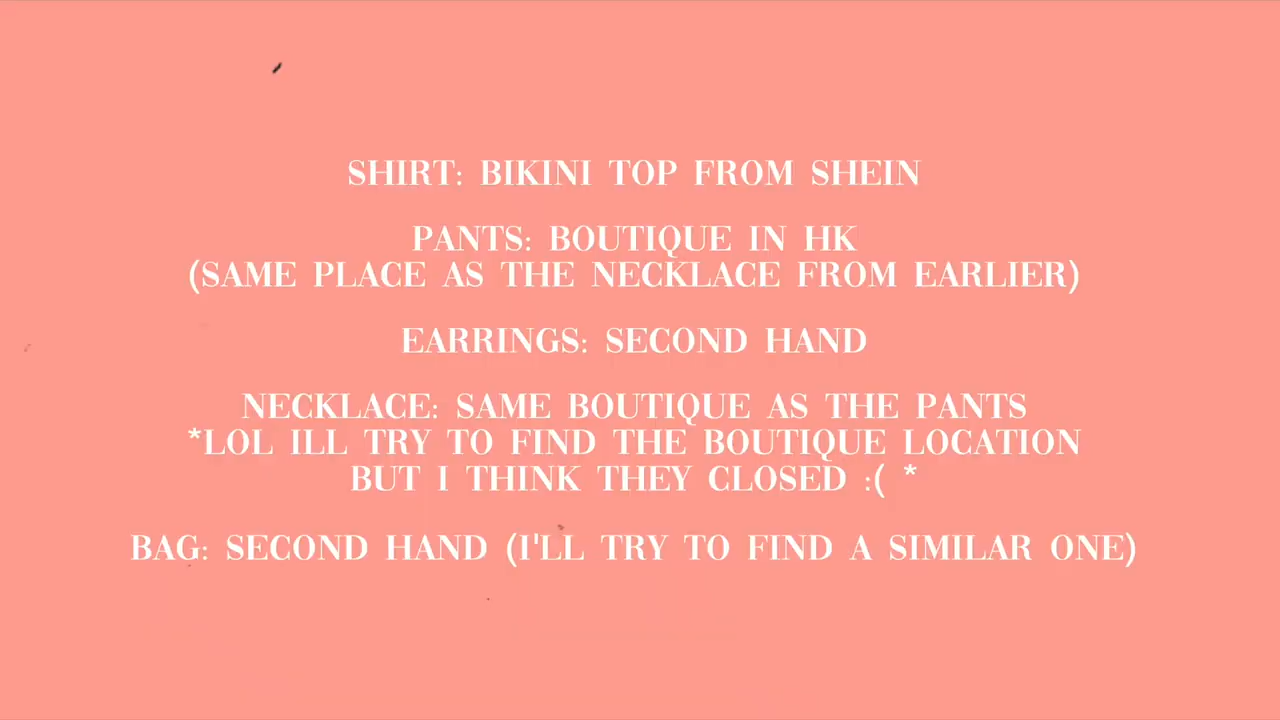 SHIRT: BIKINI TOP FROM SHEIN
PANTS: BOUTIQUE IN HK
(SAME PLACE AS THE NECKLACE FROM EARLIER)
EARRINGS: SECOND HAND
NECKLACE: SAME BOUTIQUE AS THE PANTS
*LOL ILL TRY TO FIND THE BOUTIQUE LOCATION
BUT I THINK THEY CLOSED :( *
BAG: SECOND HAND (I'LL TRY TO FIND A SIMILAR ONE)